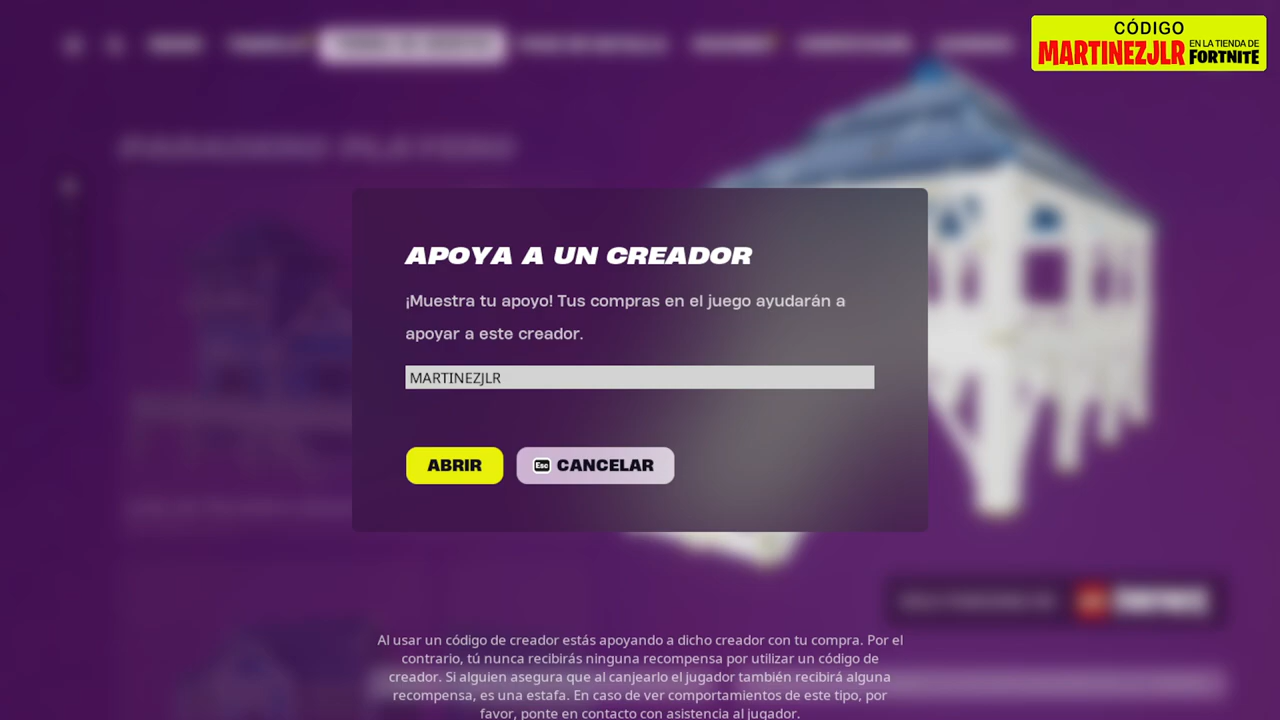 CÓDIGO
MARTINEZJLR EN LA TIENDA DE FORTNITE
APOYA A UN CREADOR
¡Muestra tu apoyo! Tus compras en el juego ayudarán a
apoyar a este creador.
MARTINEZJLR
ABRIR
Esc CANCELAR
Al usar un código de creador estás apoyando a dicho creador con tu compra. Por el
contrario, tú nunca recibirás ninguna recompensa por utilizar un código de
creador. Si alguien asegura que al canjearlo el jugador también recibirá alguna
recompensa, es una estafa. En caso de ver comportamientos de este tipo, por
favor, ponte en contacto con asistencia al jugador.